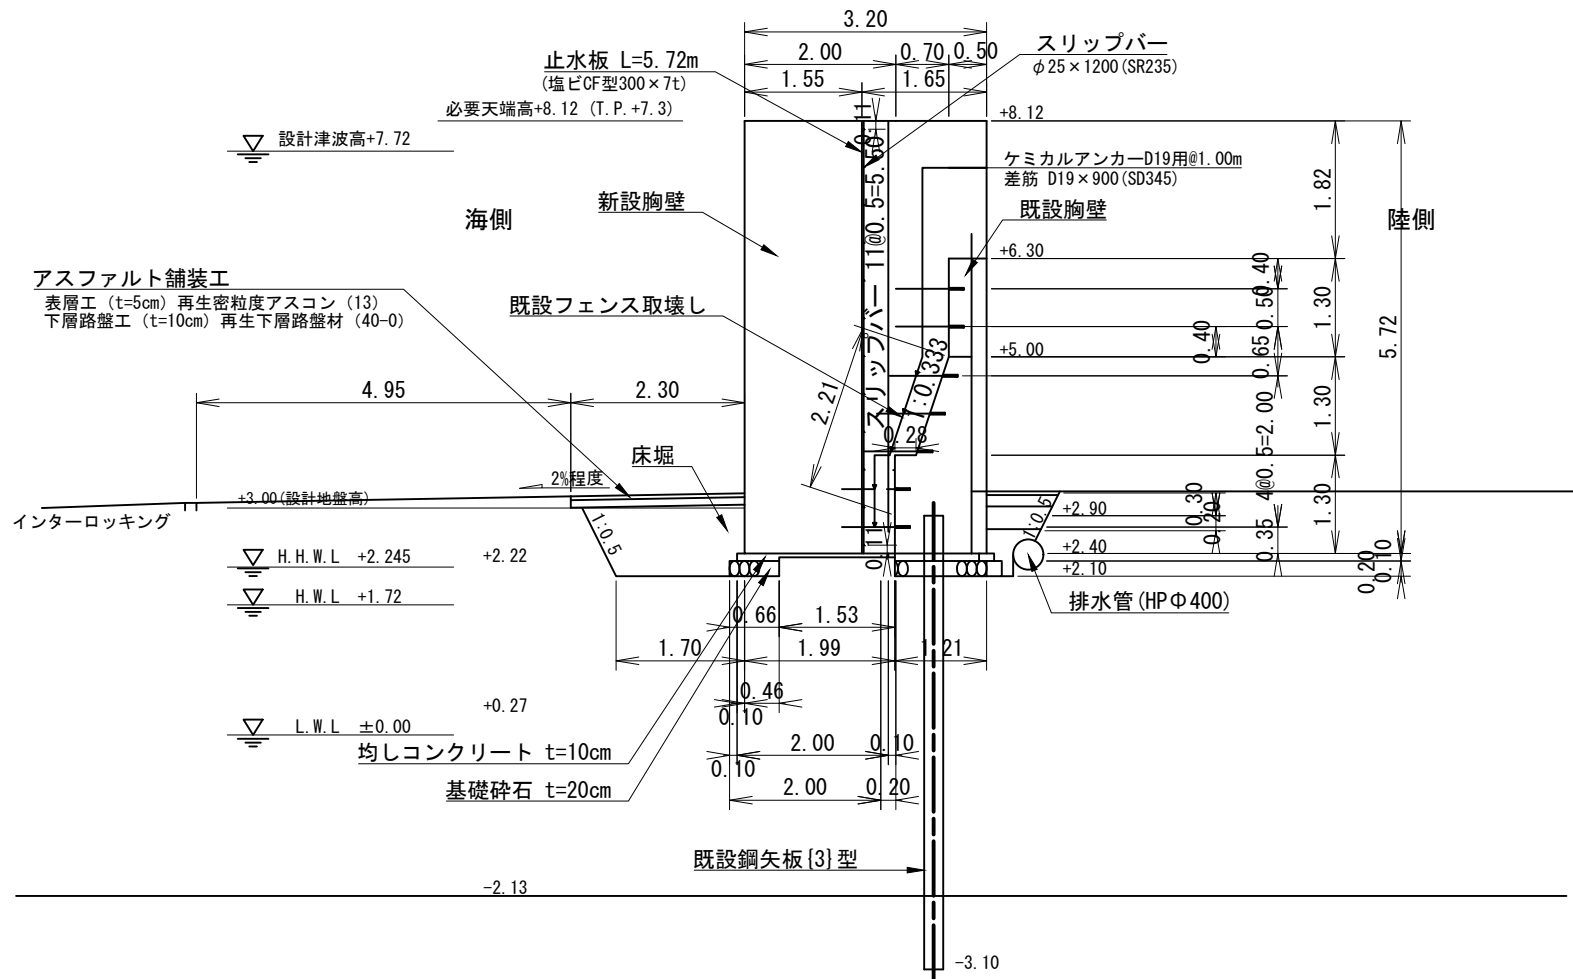 3.20
2.00
0.70
0.50
1.55
1.65
止水板 L=5.72m
(塩ビCF型300×7t)
スリップバー
φ25×1200(SR235)
必要天端高+8.12 (T.P.+7.3)
+8.12
設計津波高+7.72
ケミカルアンカーD19用@1.00m
差筋 D19×900(SD345)
新設胸壁
既設胸壁
海側
陸側
スリップバー 11@0.5=5.50
0.11
1.82
+6.30
アスファルト舗装工
表層工 (t=5cm) 再生密粒度アスコン (13)
下層路盤工 (t=10cm) 再生下層路盤材 (40-0)
既設フェンス取壊し
0.40
0.50
1.30
5.72
0.40
0.65
+5.00
1:0.333
2.21
4.95
2.30
0.28
4@0.5=2.00
1.30
床堀
2%程度
+3.00(設計地盤高)
インターロッキング
1:0.5
1:0.5
+2.90
0.30
0.20
0.35
1.30
0.11
H.H.W.L +2.245
+2.22
+2.40
+2.10
0.20
0.10
H.W.L +1.72
排水管(HPΦ400)
0.66
1.53
1.70
1.99
1.21
0.46
0.10
+0.27
L.W.L ±0.00
均しコンクリート t=10cm
2.00
0.10
0.10
基礎砕石 t=20cm
2.00
0.20
既設鋼矢板{3}型
-2.13
-3.10